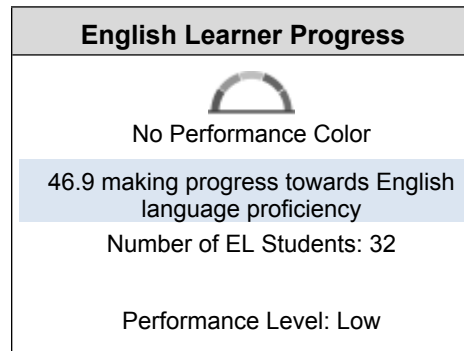 English Learner Progress
No Performance Color
46.9 making progress towards English
language proficiency
Number of EL Students: 32
Performance Level: Low